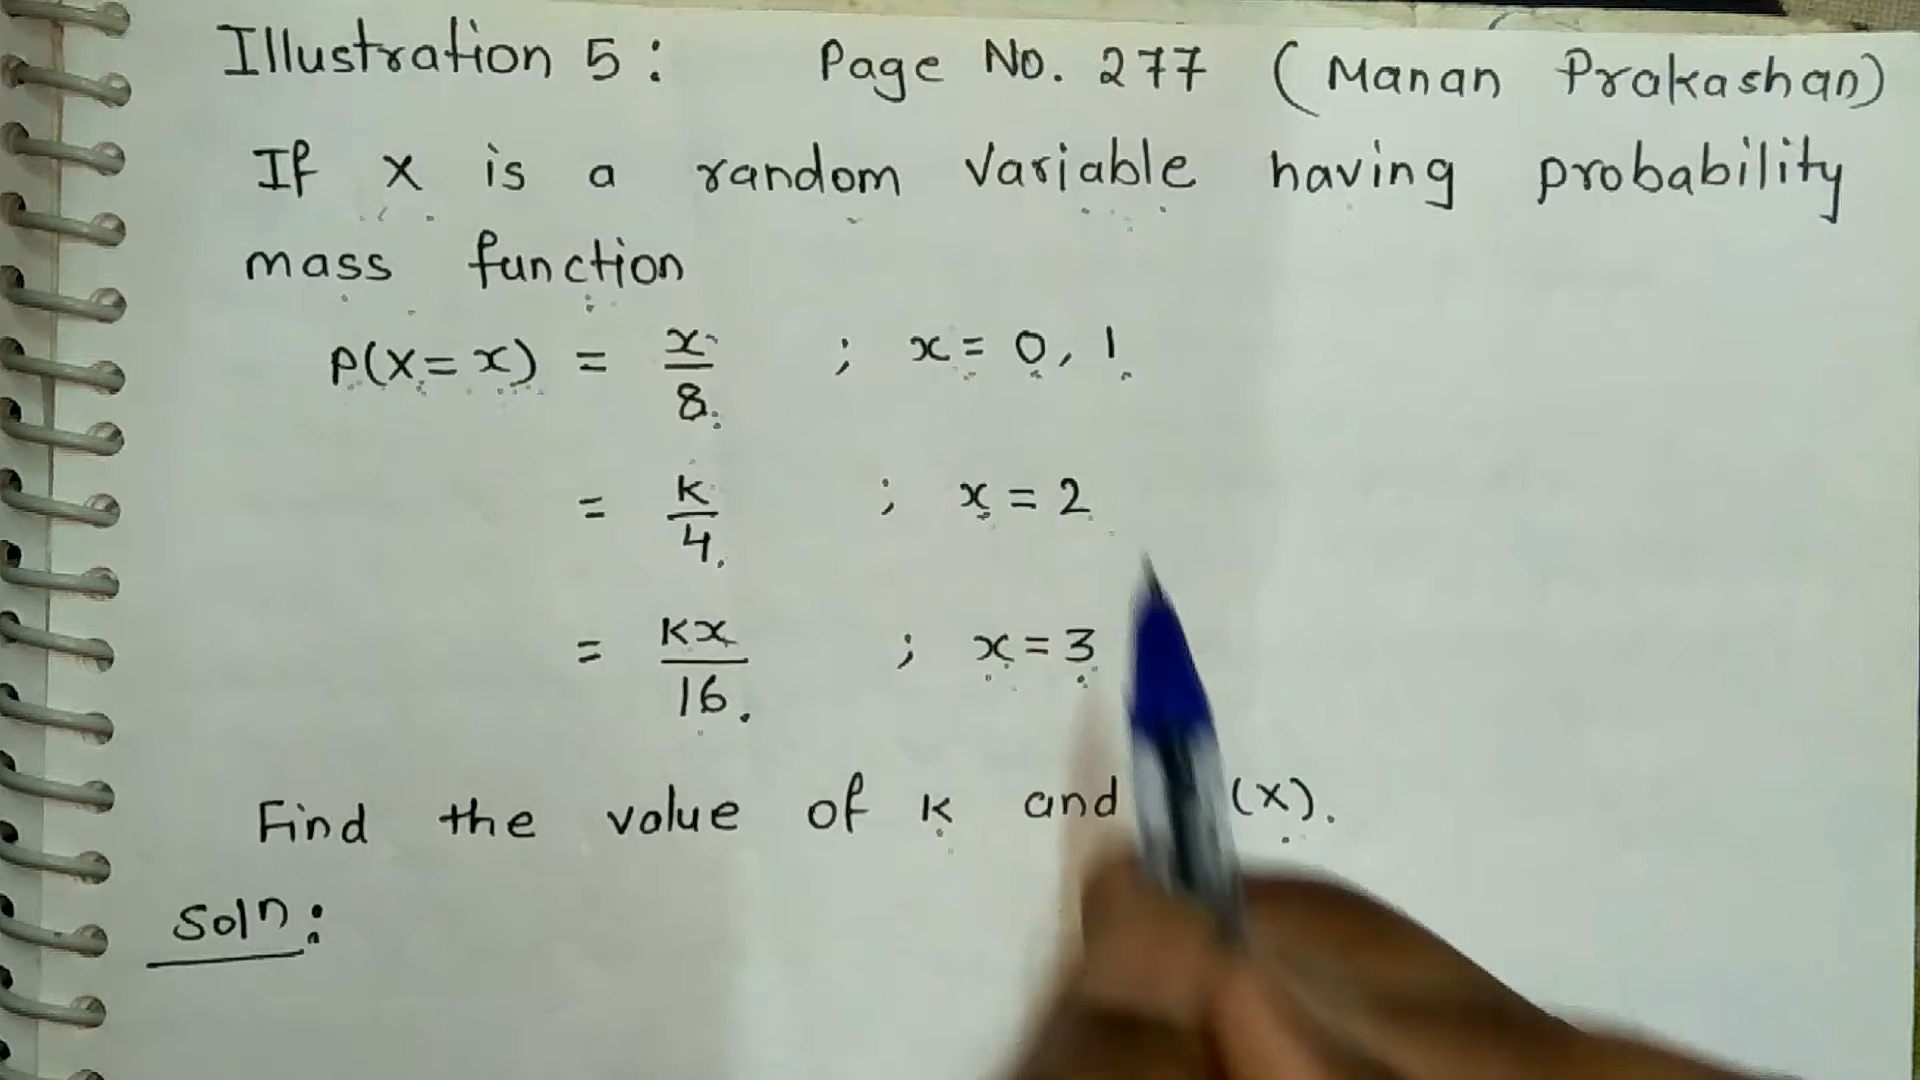 Illustration 5 : Page No. 277 (Manan Prakashan)
If X is a random variable having probability
mass function
P(X=x) = x/8 ; x = 0, 1
= k/4 ; x = 2
= kx/16 ; x = 3
Find the value of k and (X).
Soln :